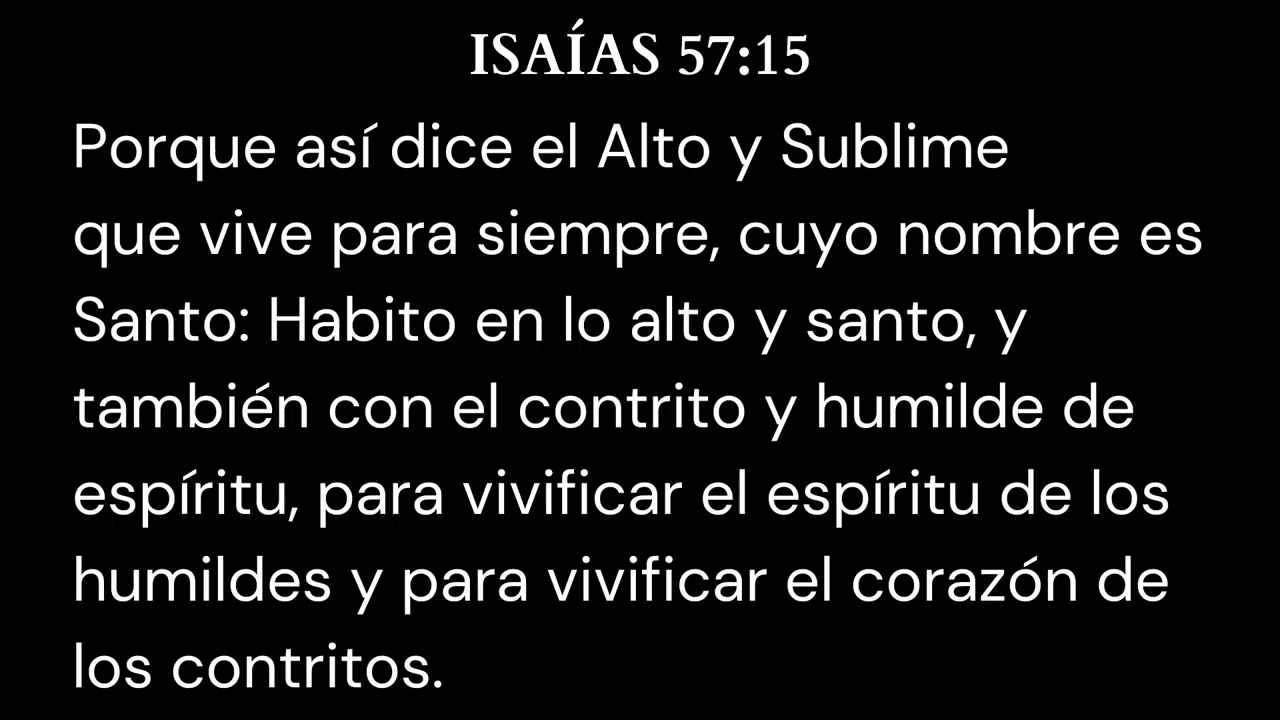 ISAÍAS 57:15
Porque así dice el Alto y Sublime
que vive para siempre, cuyo nombre es
Santo: Habito en lo alto y santo, y
también con el contrito y humilde de
espíritu, para vivificar el espíritu de los
humildes y para vivificar el corazón de
los contritos.